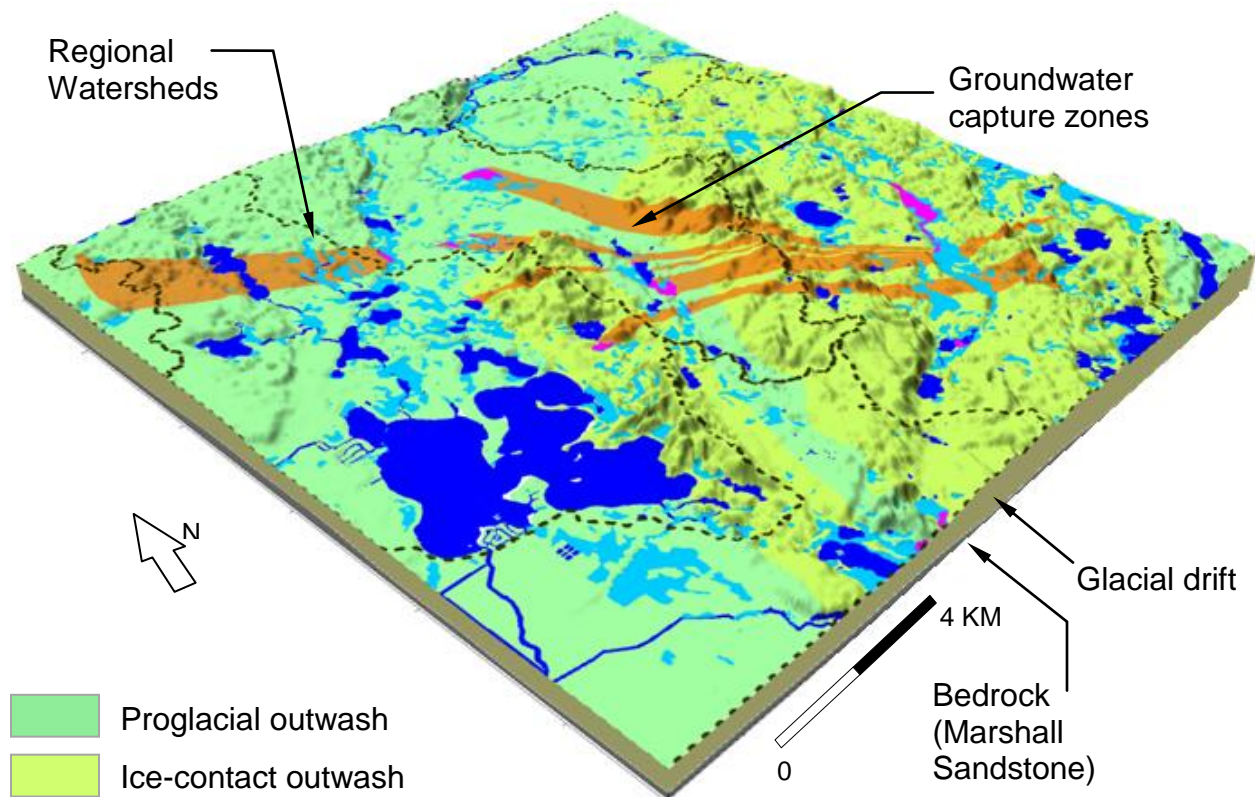 Regional
Watersheds
Groundwater
capture zones
N
Glacial drift
4 KM
0
Bedrock
(Marshall
Sandstone)
Proglacial outwash
Ice-contact outwash